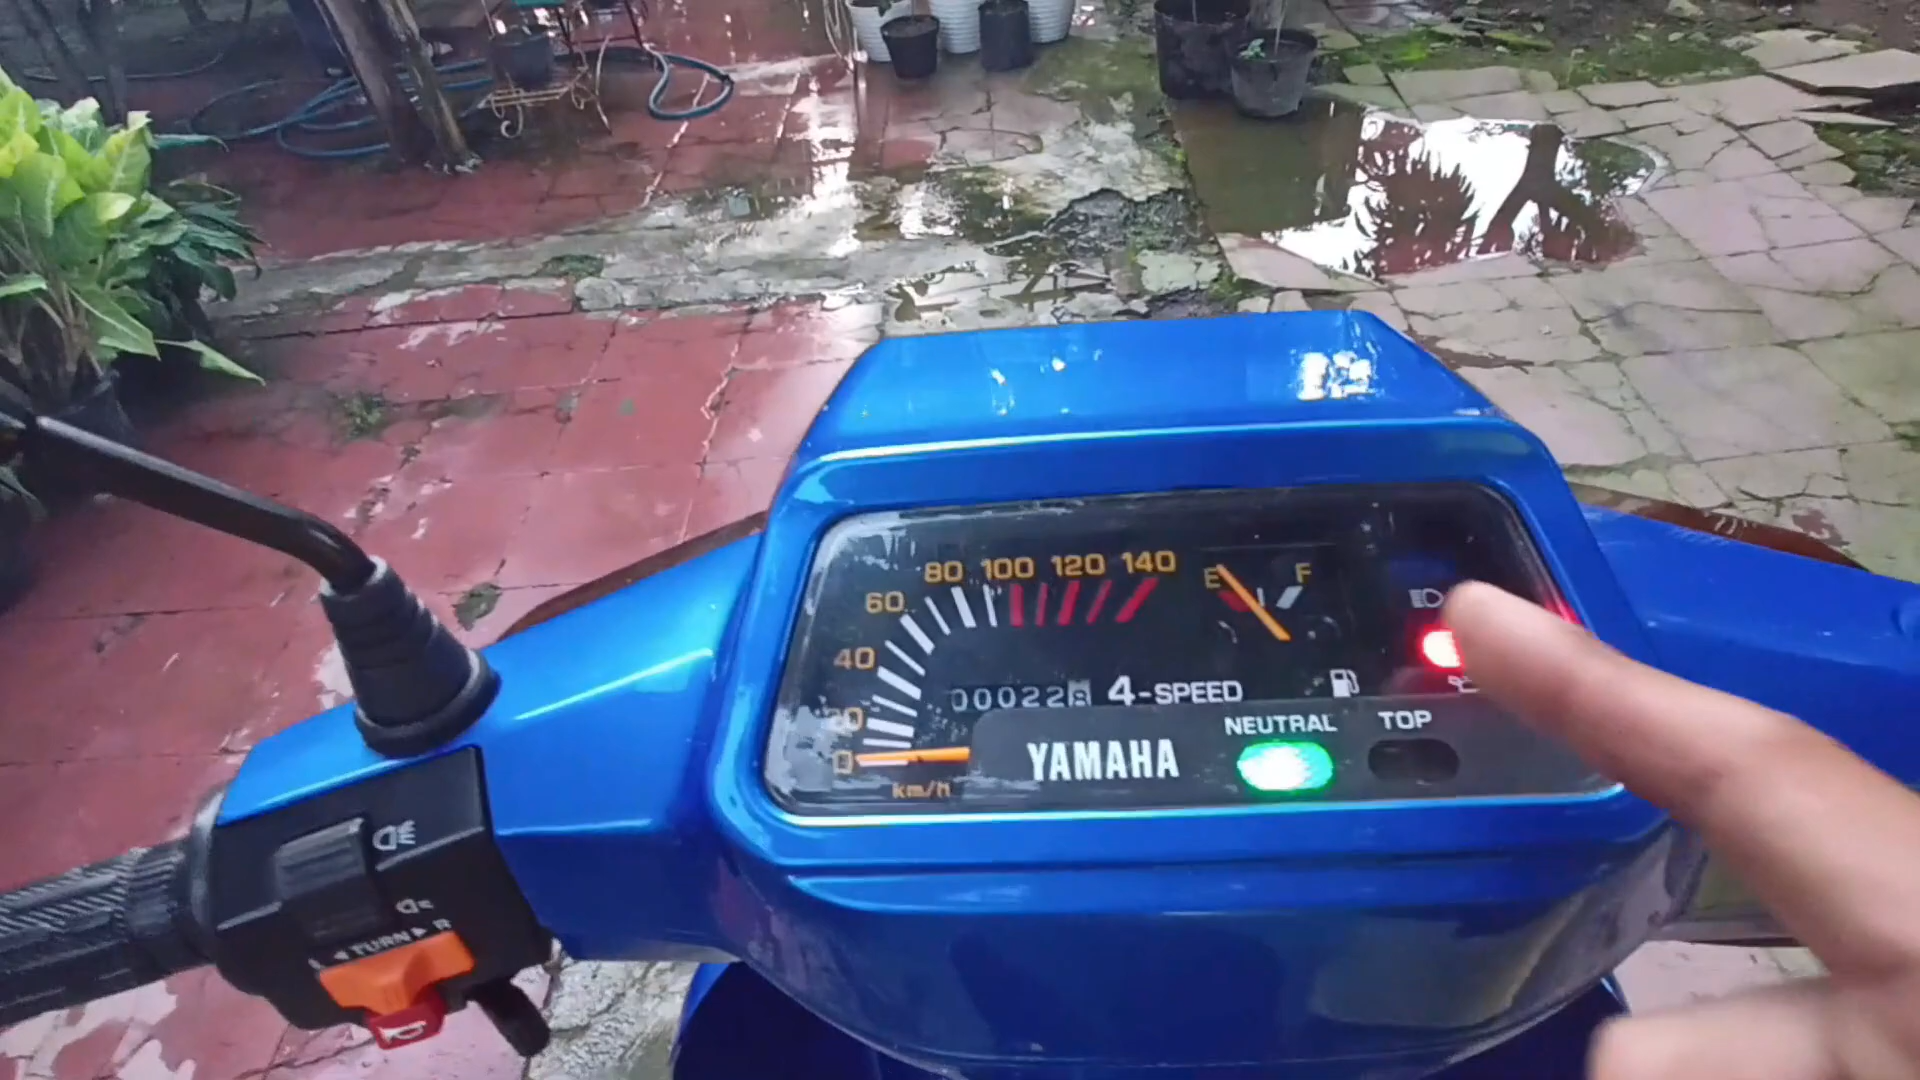 80 100 120 140
60
40
20
0
km/h
E F
00022
4-SPEED
NEUTRAL TOP
YAMAHA
TURN R